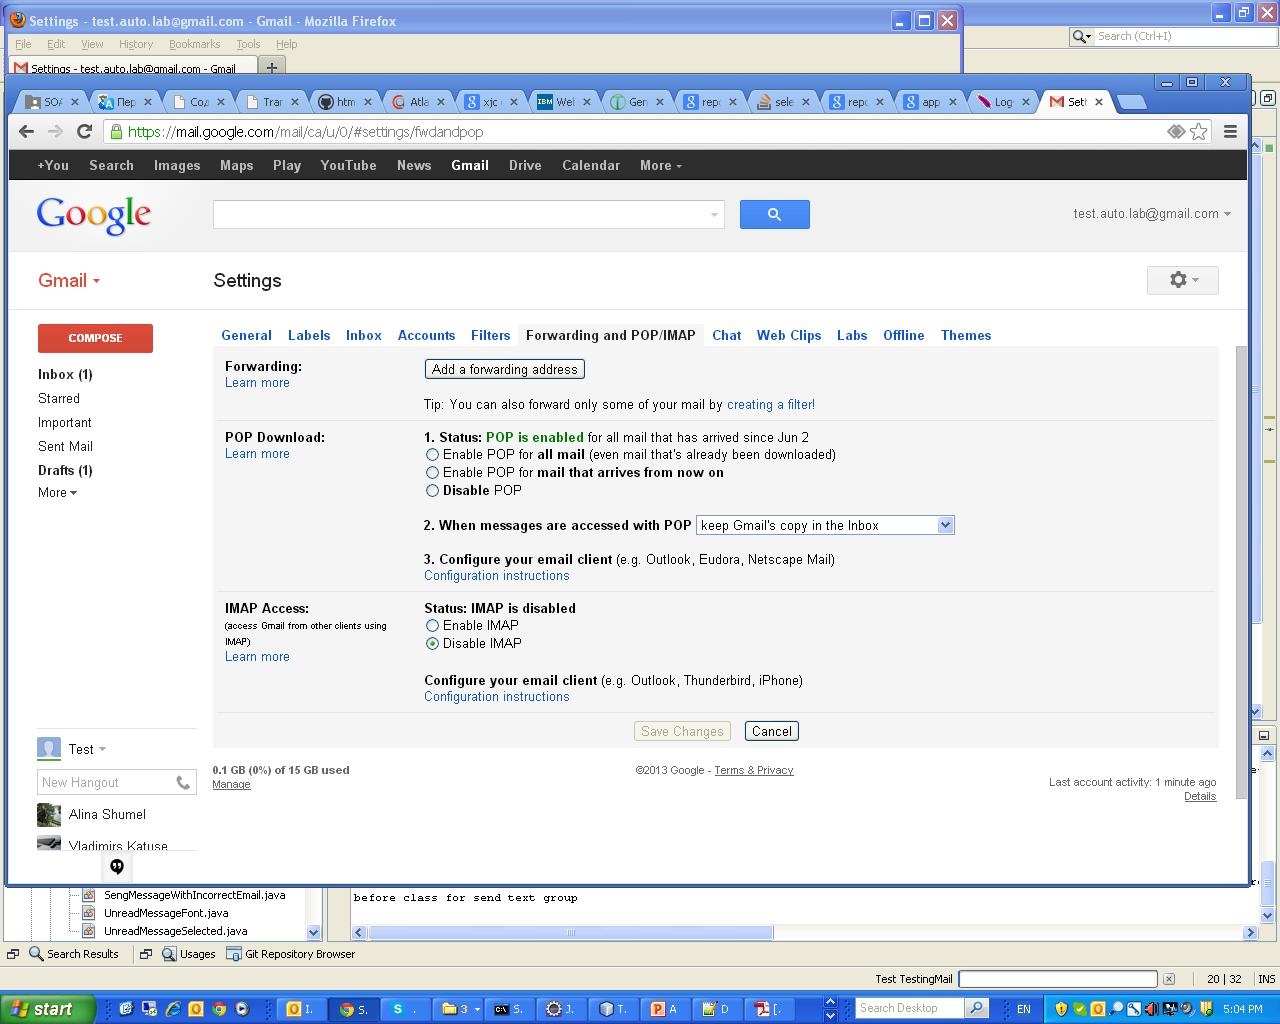 Settings - test.auto.lab@gmail.com - Gmail - Mozilla Firefox
File Edit View History Bookmarks Tools Help
Search (Ctrl+I)
Settings - test.auto.lab@gmail.com - Gmail
SOA Пер Сод Tra htm Atla xjc IBM Wel Ger rep sele rep app Log Sett
https://mail.google.com/mail/ca/u/0/#settings/fwdandpop
+You Search Images Maps Play YouTube News Gmail Drive Calendar More
Google
test.auto.lab@gmail.com
Gmail
Settings
COMPOSE
General Labels Inbox Accounts Filters Forwarding and POP/IMAP Chat Web Clips Labs Offline Themes
Inbox (1)
Starred
Important
Sent Mail
Drafts (1)
More
Forwarding:
Learn more
Add a forwarding address
Tip: You can also forward only some of your mail by creating a filter!
POP Download:
Learn more
1. Status: POP is enabled for all mail that has arrived since Jun 2
Enable POP for all mail (even mail that's already been downloaded)
Enable POP for mail that arrives from now on
Disable POP
2. When messages are accessed with POP keep Gmail's copy in the Inbox
3. Configure your email client (e.g. Outlook, Eudora, Netscape Mail)
Configuration instructions
IMAP Access:
(access Gmail from other clients using
IMAP)
Learn more
Status: IMAP is disabled
Enable IMAP
Disable IMAP
Configure your email client (e.g. Outlook, Thunderbird, iPhone)
Configuration instructions
Save Changes Cancel
Test
New Hangout
Alina Shumel
Vladimirs Katuse
0.1 GB (0%) of 15 GB used
Manage
©2013 Google - Terms & Privacy
Last account activity: 1 minute ago
Details
SengMessageWithIncorrectEmail.java
UnreadMessageFont.java
UnreadMessageSelected.java
before class for send text group
Search Results Usages Git Repository Browser
Test TestingMail 20 | 32 INS
start I. S. S . 3 S. J. T. A D [. Search Desktop EN 5:04 PM